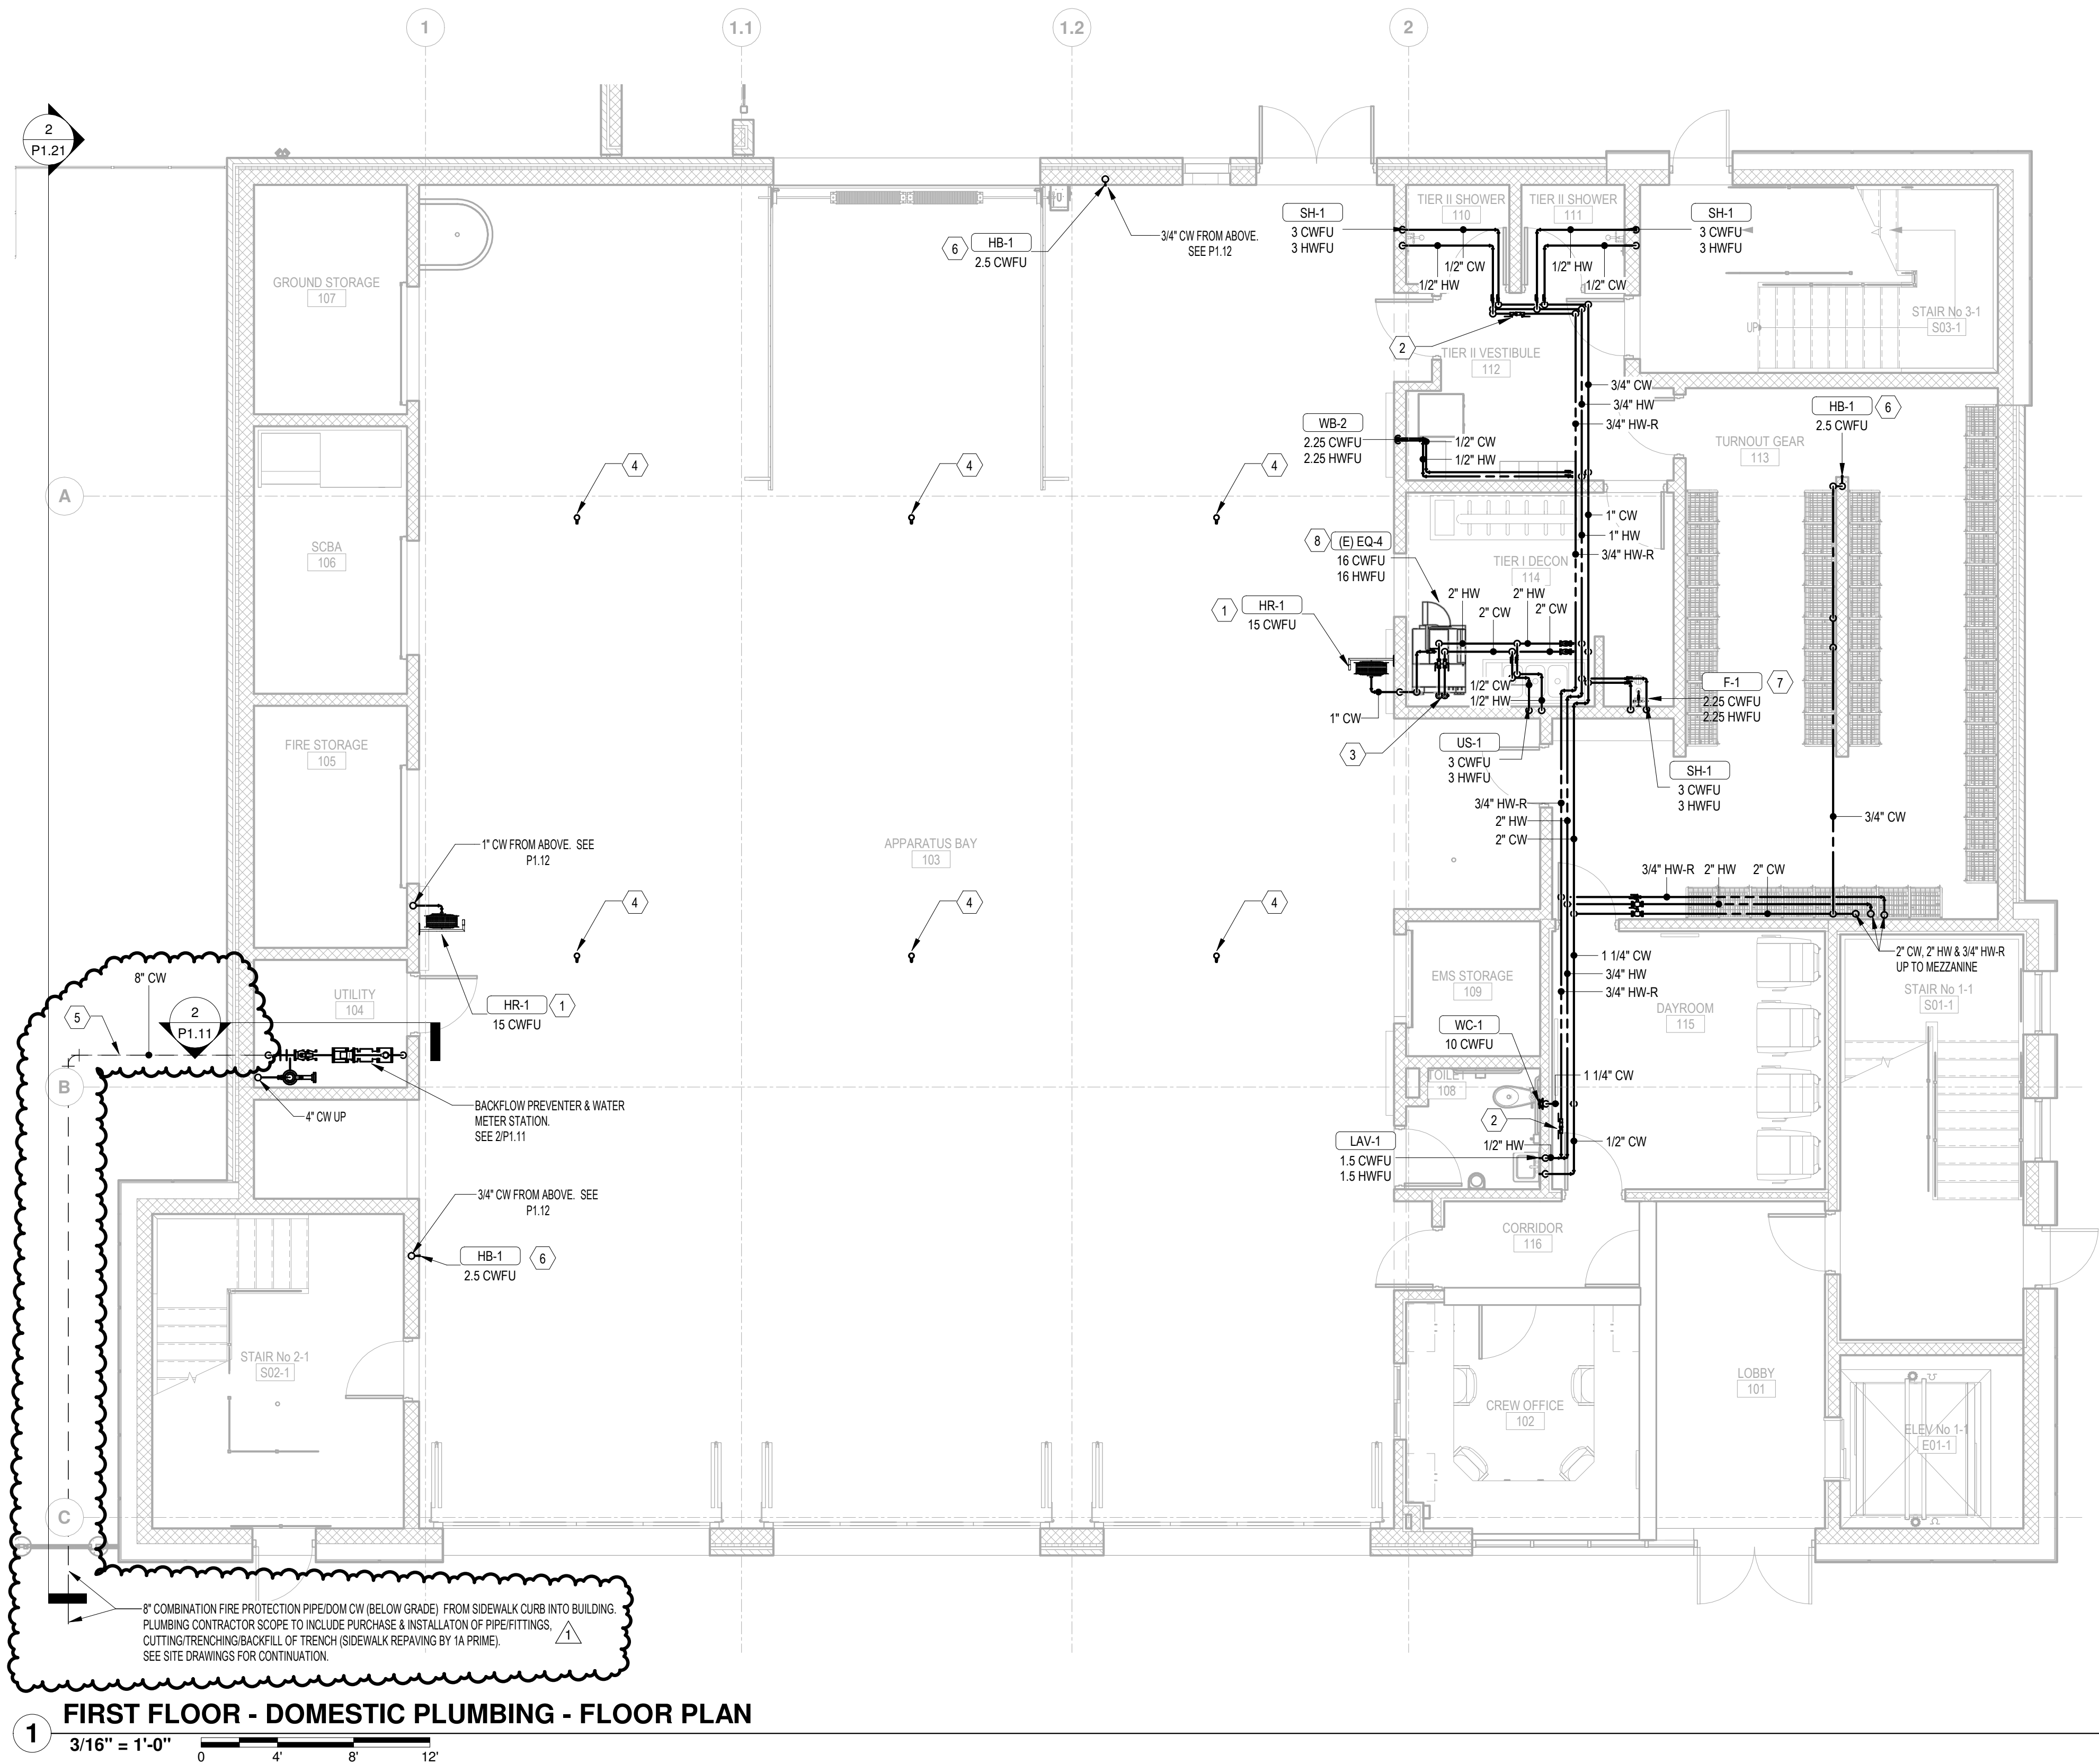 1
1.1
1.2
2
2
P1.21
GROUND STORAGE
107
6
HB-1
2.5 CWFU
3/4" CW FROM ABOVE.
SEE P1.12
SH-1
3 CWFU
3 HWFU
TIER II SHOWER
110
TIER II SHOWER
111
SH-1
3 CWFU
3 HWFU
1/2" CW
1/2" HW
1/2" HW
1/2" CW
STAIR No 3-1
S03-1
UP
2
TIER II VESTIBULE
112
3/4" CW
3/4" HW
3/4" HW-R
WB-2
2.25 CWFU
2.25 HWFU
1/2" CW
1/2" HW
HB-1
6
2.5 CWFU
TURNOUT GEAR
113
A
4
4
4
SCBA
106
1" CW
1" HW
3/4" HW-R
8
(E) EQ-4
16 CWFU
16 HWFU
TIER I DECON
114
2" HW
2" HW
2" CW
2" CW
1
HR-1
15 CWFU
1" CW
1/2" CW
1/2" HW
3
F-1
7
2.25 CWFU
2.25 HWFU
US-1
3 CWFU
3 HWFU
SH-1
3 CWFU
3 HWFU
FIRE STORAGE
105
3/4" HW-R
2" HW
2" CW
3/4" CW
1" CW FROM ABOVE. SEE
P1.12
APPARATUS BAY
103
3/4" HW-R
2" HW
2" CW
4
4
4
2" CW, 2" HW & 3/4" HW-R
UP TO MEZZANINE
1 1/4" CW
3/4" HW
3/4" HW-R
EMS STORAGE
109
STAIR No 1-1
S01-1
DAYROOM
115
8" CW
5
2
P1.11
UTILITY
104
HR-1
1
15 CWFU
WC-1
10 CWFU
1 1/4" CW
TOILET
108
B
4" CW UP
BACKFLOW PREVENTER & WATER
METER STATION.
SEE 2/P1.11
2
LAV-1
1.5 CWFU
1.5 HWFU
1/2" HW
1/2" CW
3/4" CW FROM ABOVE. SEE
P1.12
HB-1
6
2.5 CWFU
CORRIDOR
116
STAIR No 2-1
S02-1
CREW OFFICE
102
LOBBY
101
ELEV No 1-1
E01-1
C
8" COMBINATION FIRE PROTECTION PIPE/DOM CW (BELOW GRADE) FROM SIDEWALK CURB INTO BUILDING.
PLUMBING CONTRACTOR SCOPE TO INCLUDE PURCHASE & INSTALLATON OF PIPE/FITTINGS,
CUTTING/TRENCHING/BACKFILL OF TRENCH (SIDEWALK REPAVING BY 1A PRIME).
SEE SITE DRAWINGS FOR CONTINUATION.
1
1
FIRST FLOOR - DOMESTIC PLUMBING - FLOOR PLAN
3/16" = 1'-0"
0
4'
8'
12'